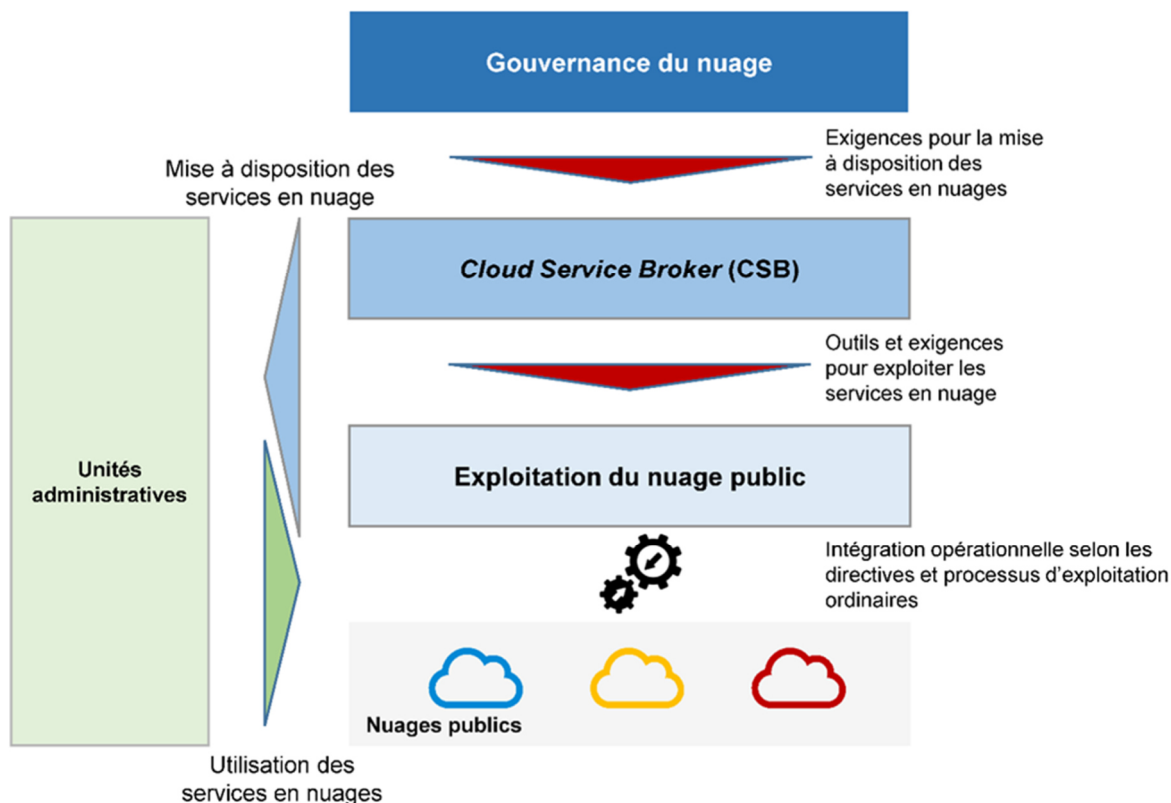 Gouvernance du nuage
Exigences pour la mise
à disposition des
services en nuages
Mise à disposition des
services en nuage
Cloud Service Broker (CSB)
Outils et exigences
pour exploiter les
services en nuage
Unités
administratives
Exploitation du nuage public
Intégration opérationnelle selon les
directives et processus d’exploitation
ordinaires
Nuages publics
Utilisation des
services en nuages